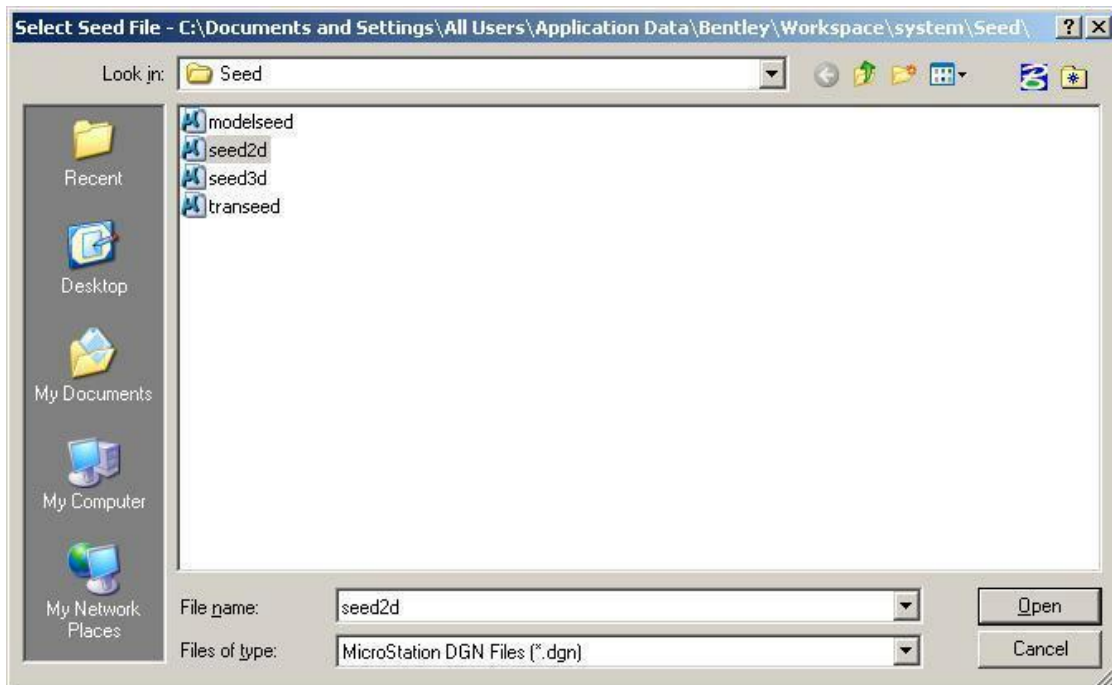 Select Seed File - C:\Documents and Settings\All Users\Application Data\Bentley\Workspace\system\Seed\
Look in: Seed
modelseed
seed2d
seed3d
transeed
Recent
Desktop
My Documents
My Computer
My Network
Places
File name: seed2d Open
Files of type: MicroStation DGN Files (*.dgn) Cancel